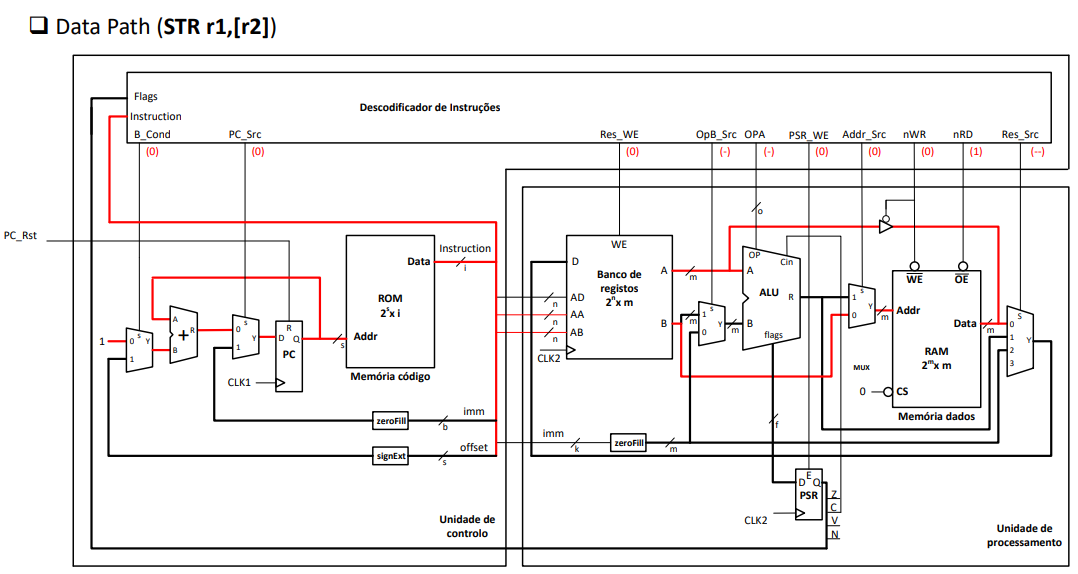 ❑ Data Path (STR r1,[r2])
Flags
Instruction
Descodificador de Instruções
B_Cond PC_Src Res_WE OpB_Src OPA PSR_WE Addr_Src nWR nRD Res_Src
(0) (0) (0) (-) (-) (0) (0) (0) (1) (--)
PC_Rst
1
0
1
S
Y
A
B
+
R
0
1
S
Y
R
D Q
PC
CLK1
s
Data
ROM
2^s x i
Addr
Memória código
Instruction
i
imm
zeroFill
b
offset
signExt
s
Unidade de
controlo
n
n
n
WE
D
Banco de
registos
2^n x m
AD
AA
AB
A
B
CLK2
m
m
1
0
S
Y
m
o
OP
Cin
A
ALU
R
B
flags
f
1
0
S
Y
m
MUX
WE
OE
Addr
Data
RAM
2^m x m
0
CS
Memória dados
m
0
1
2
3
S
Y
imm
k
zeroFill
m
E
D Q
PSR
CLK2
Z
C
V
N
Unidade de
processamento